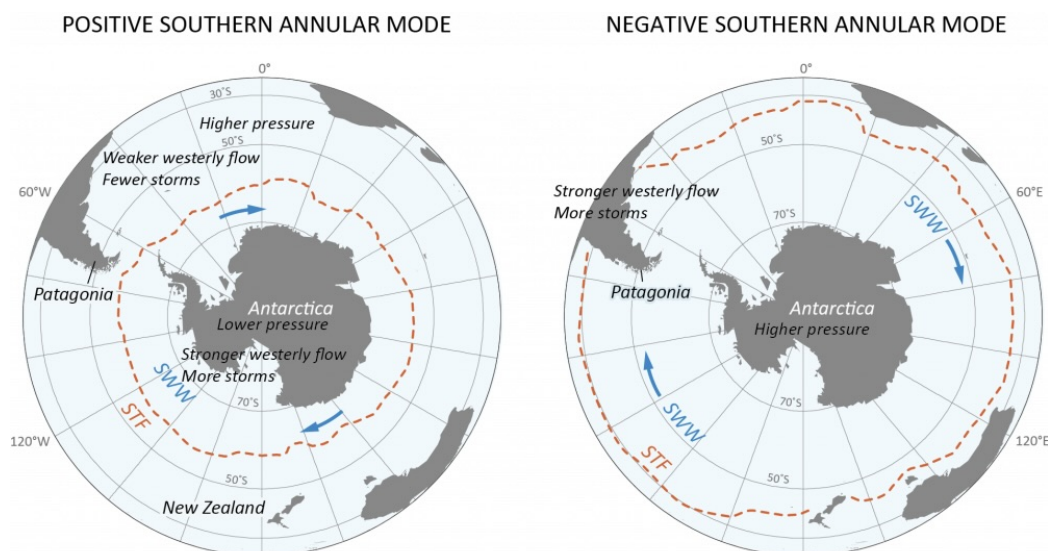 POSITIVE SOUTHERN ANNULAR MODE
0°
30°S
Higher pressure
50°S
Weaker westerly flow
Fewer storms
60°W
70°S
Patagonia
Antarctica
Lower pressure
Stronger westerly flow
More storms
SWW
STF
70°S
120°W
50°S
New Zealand
NEGATIVE SOUTHERN ANNULAR MODE
0°
50°S
Stronger westerly flow
More storms
SWW
60°E
70°S
Patagonia
Antarctica
Higher pressure
SWW
STF
70°S
120°E
50°S